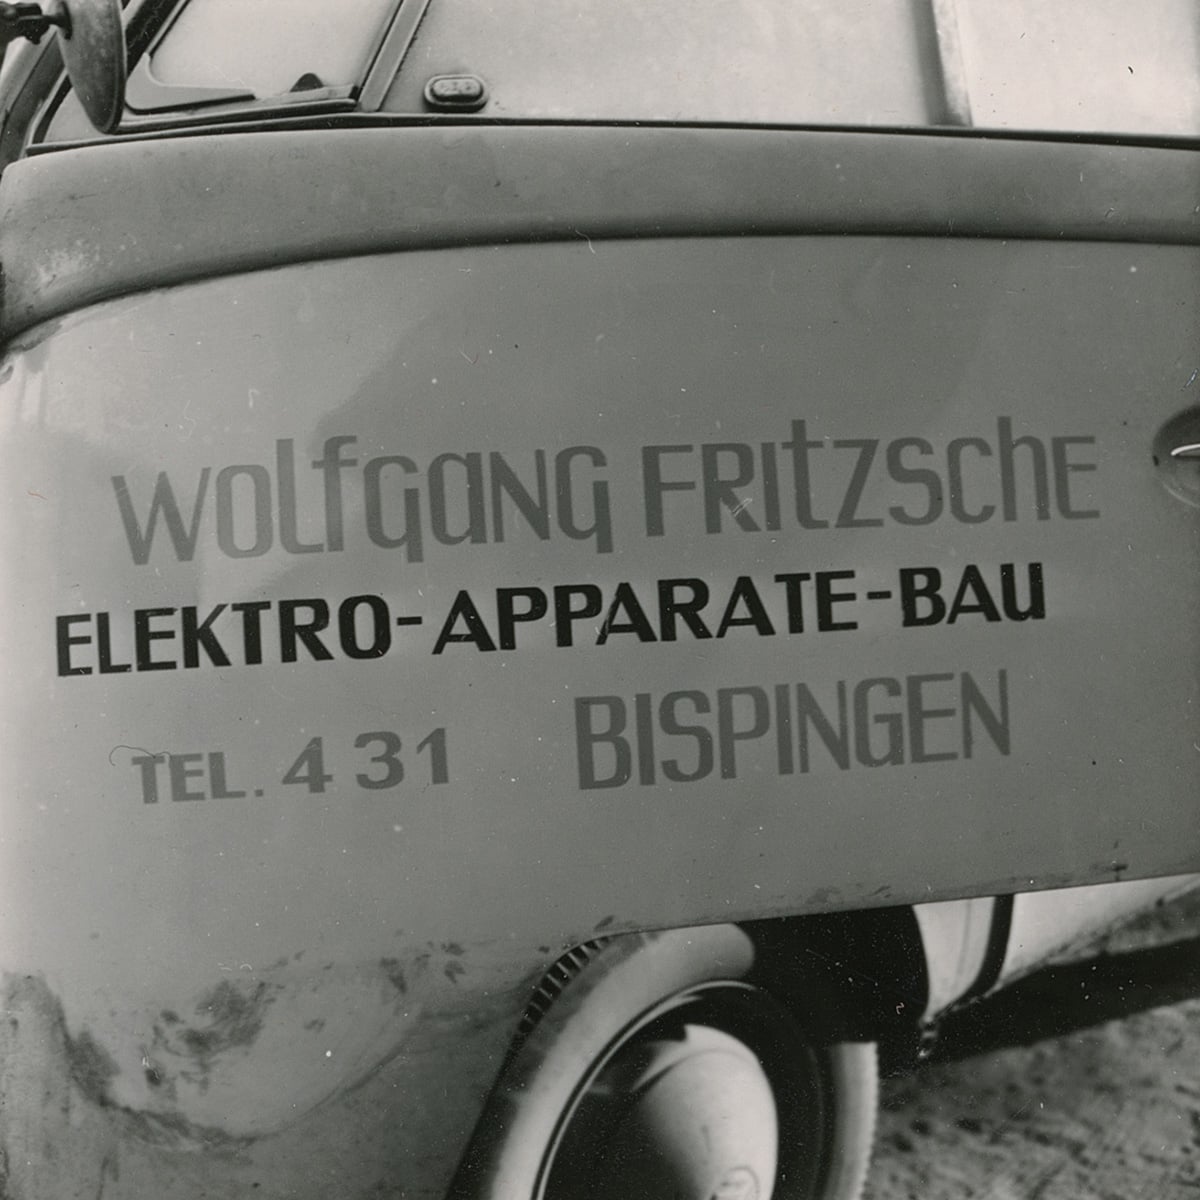 Wolfgang Fritzsche
ELEKTRO-APPARATE-BAU
TEL. 431 BISPINGEN